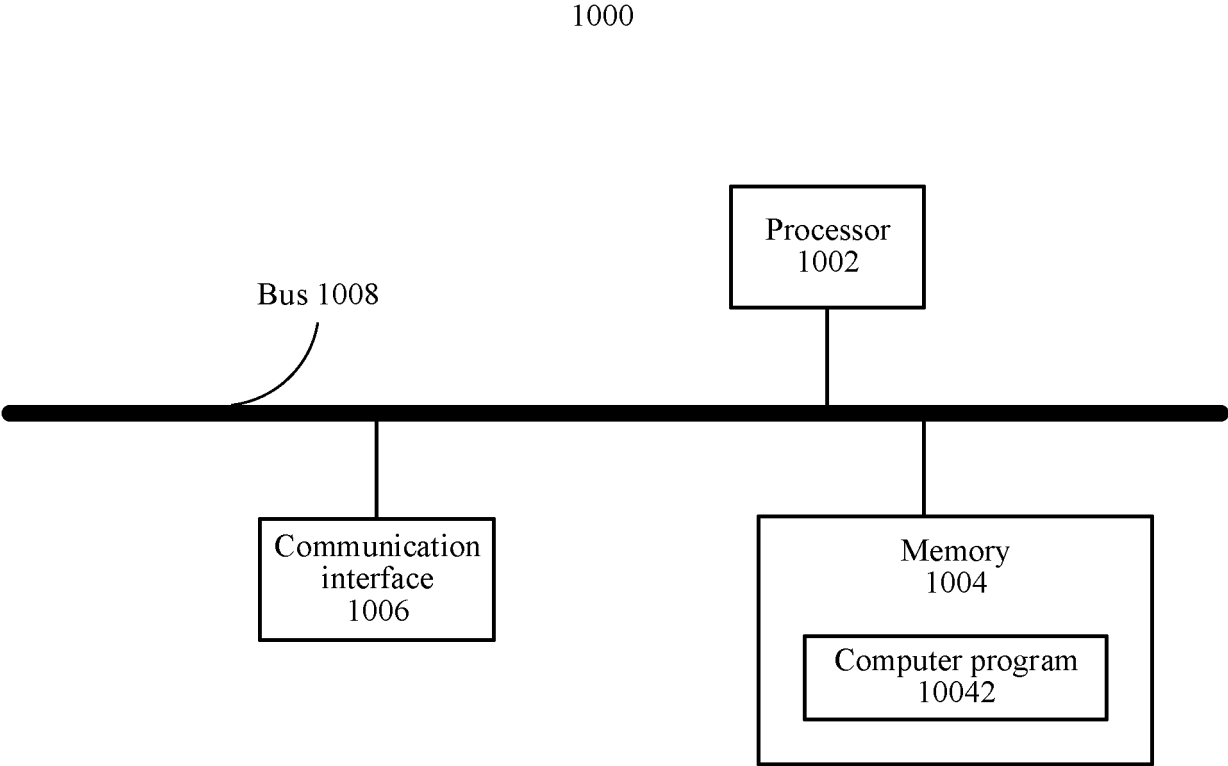 1000
Processor
1002
Bus 1008
Communication
interface
1006
Memory
1004
Computer program
10042